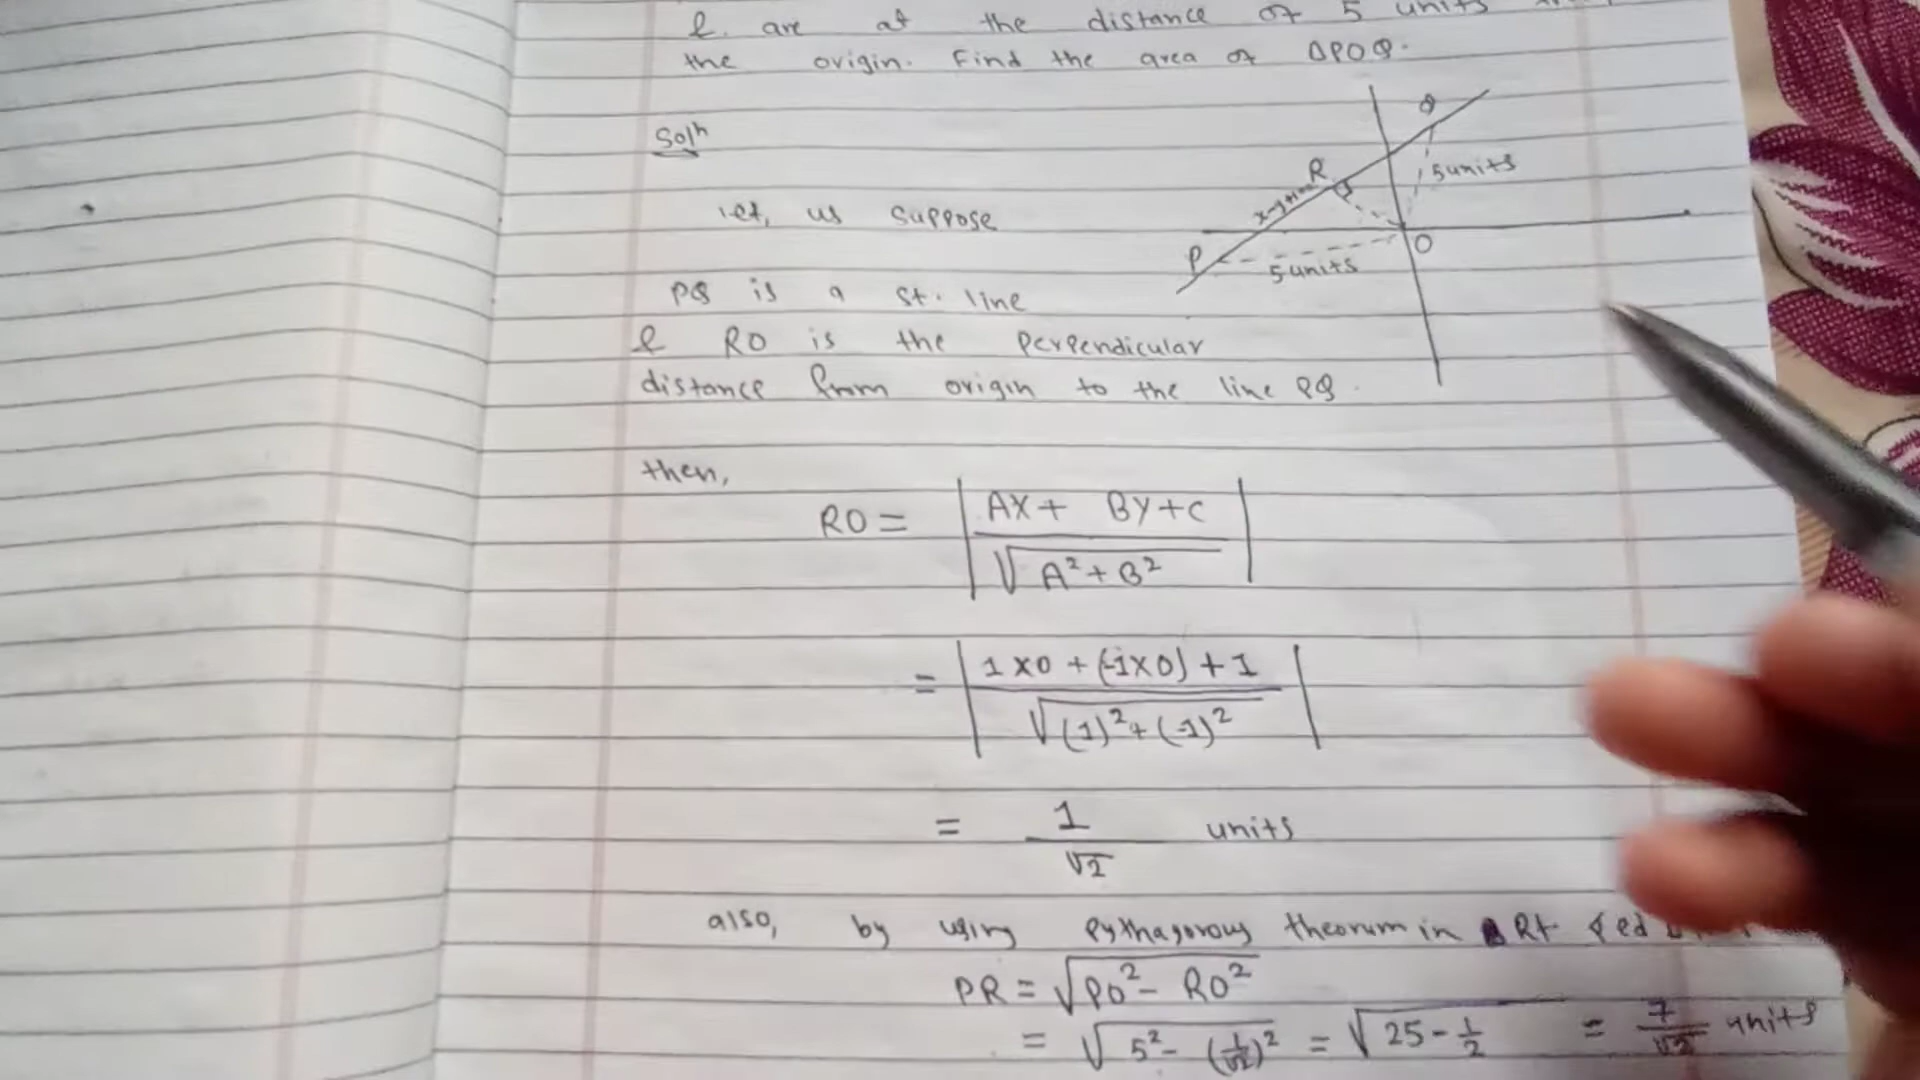 & are at the distance of 5 units
the origin. Find the area of ΔPOQ.
Q
Solⁿ
R
5units
x-y+1=0
let, us suppose
O
P
5units
PQ is a st. line
& RO is the perpendicular
distance from origin to the line PQ.
then,
RO = |AX + BY + C / √A² + B²|
= |1x0 + (-1x0) + 1 / √(1)² + (-1)²|
= 1/√2 units
also, by using pythagorous theorum in Rt ∠ed
PR = √PO² - RO²
= √5² - (1/√2)² = √25 - 1/2 = 7/√2 units